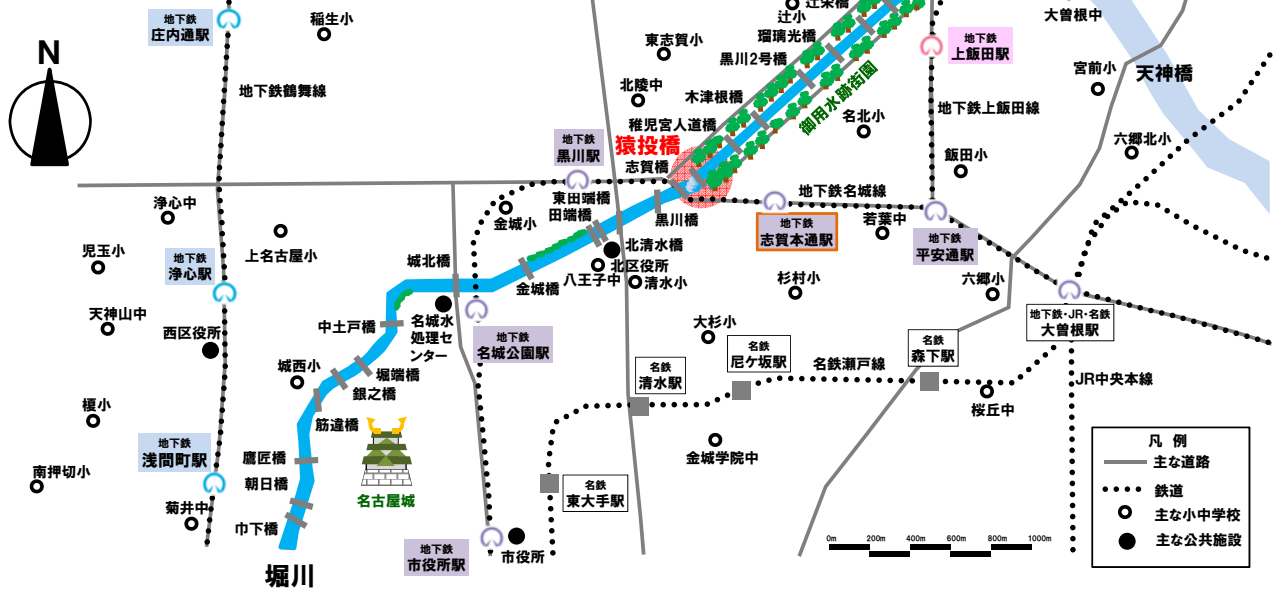 辻栄橋
大曽根中
地下鉄
庄内通駅
稲生小
辻小
瑠璃光橋
東志賀小
黒川2号橋
地下鉄
上飯田駅
天神橋
宮前小
N
地下鉄鶴舞線
北陵中
木津根橋
御用水跡街園
名北小
地下鉄上飯田線
稚児宮人道橋
六郷北小
地下鉄
黒川駅
猿投橋
志賀橋
飯田小
浄心中
金城小
東田端橋
田端橋
黒川橋
地下鉄名城線
地下鉄
志賀本通駅
若葉中
地下鉄
平安通駅
児玉小
上名古屋小
地下鉄
浄心駅
城北橋
北清水橋
北区役所
八王子中
清水小
金城橋
杉村小
六郷小
天神山中
西区役所
中土戸橋
名城水
処理セ
ンター
地下鉄
名城公園駅
大杉小
地下鉄・JR・名鉄
大曽根駅
名鉄
尼ケ坂駅
名鉄
森下駅
名鉄
清水駅
名鉄瀬戸線
JR中央本線
城西小
堀端橋
銀之橋
桜丘中
榎小
筋違橋
地下鉄
浅間町駅
鷹匠橋
金城学院中
南押切小
朝日橋
名古屋城
名鉄
東大手駅
菊井中
巾下橋
地下鉄
市役所駅
市役所
堀川
凡 例
主な道路
鉄道
主な小中学校
主な公共施設
0m
200m
400m
600m
800m
1000m